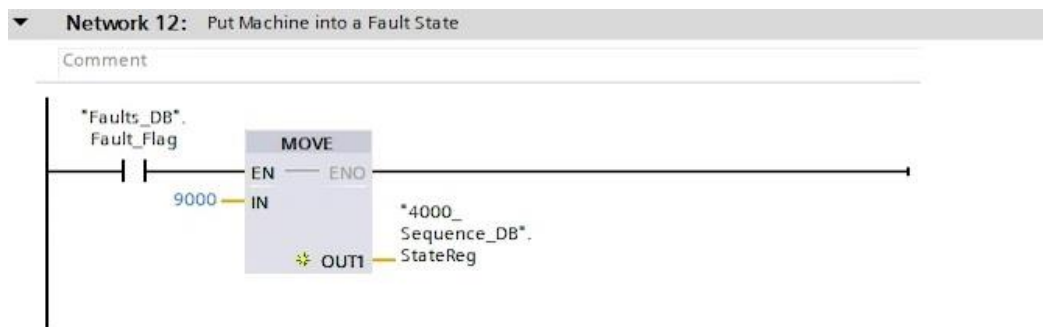 Network 12: Put Machine into a Fault State
Comment
"Faults_DB".
Fault_Flag
MOVE
EN ENO
9000 IN
"4000_
Sequence_DB".
OUT1 StateReg